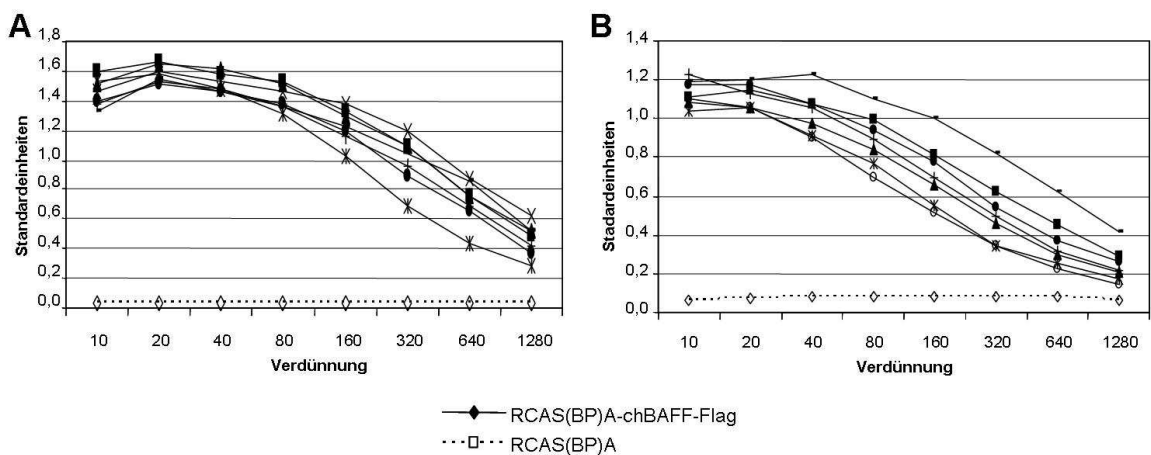 A
B
Standardeinheiten
1,8
1,6
1,4
1,2
1,0
0,8
0,6
0,4
0,2
0,0
10 20 40 80 160 320 640 1280
Verdünnung
Stadardeinheiten
1,4
1,2
1,0
0,8
0,6
0,4
0,2
0,0
10 20 40 80 160 320 640 1280
Verdünnung
RCAS(BP)A-chBAFF-Flag
RCAS(BP)A